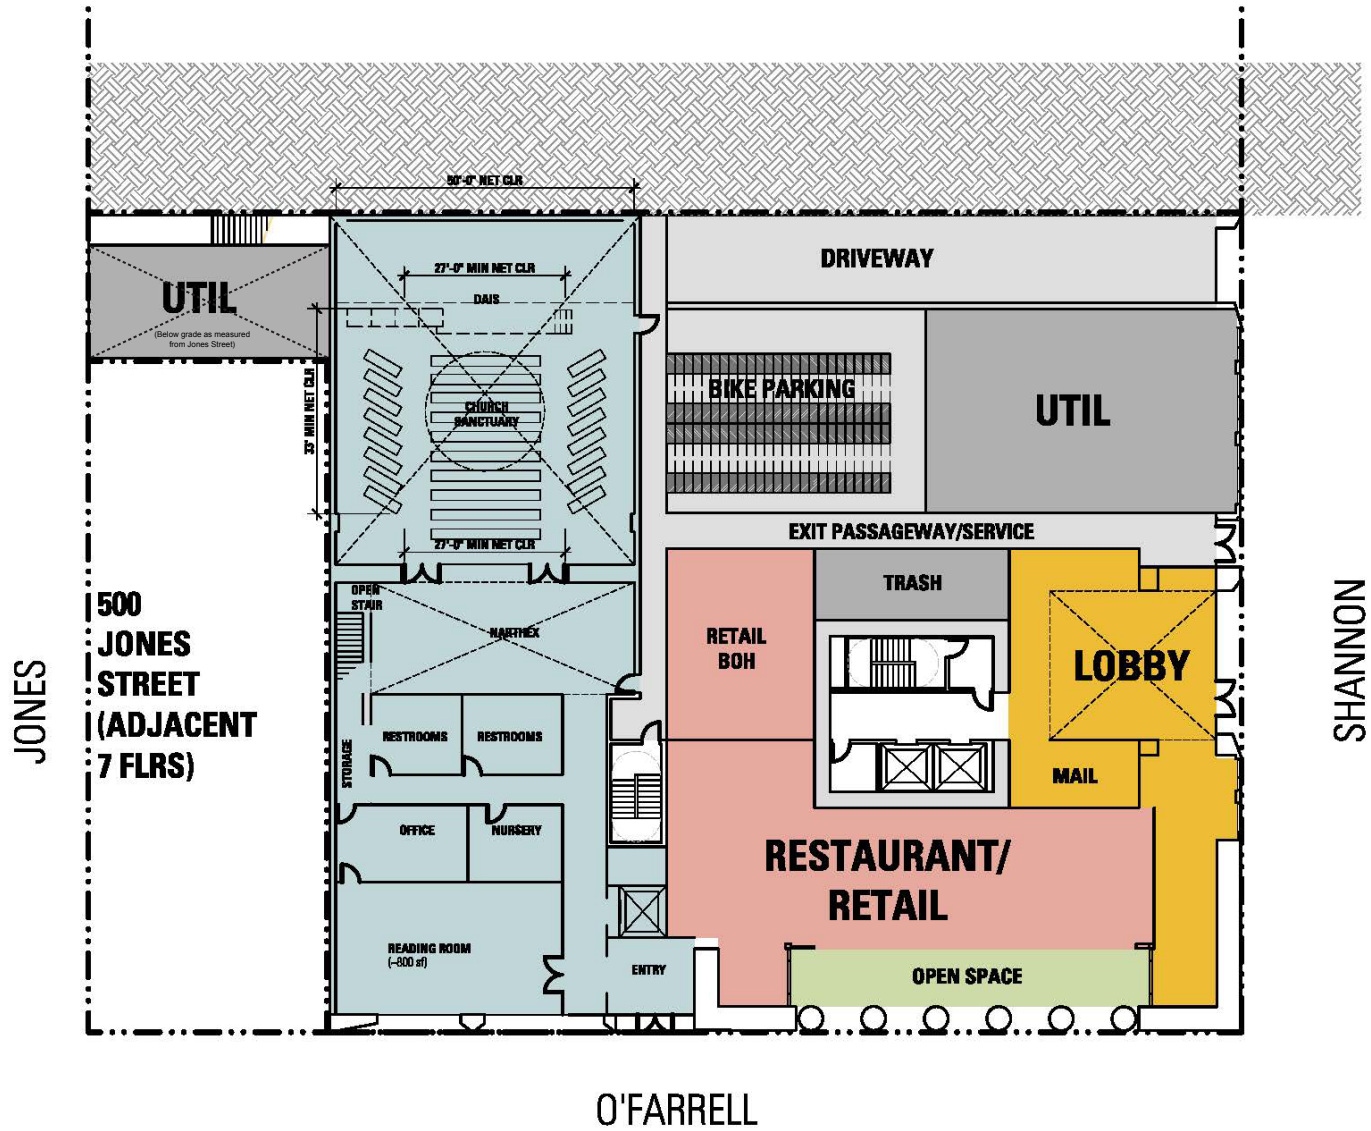 50'-0" NET CLR
DRIVEWAY
27'-0" MIN NET CLR
DAIS
UTIL
(Below grade as measured
from Jones Street)
33' MIN NET CLR
BIKE PARKING
UTIL
CHURCH
SANCTUARY
EXIT PASSAGEWAY/SERVICE
27'-0" MIN NET CLR
TRASH
OPEN
STAIR
500
JONES
STREET
(ADJACENT
7 FLRS)
NARTHEX
RETAIL
BOH
LOBBY
JONES
SHANNON
RESTROOMS
RESTROOMS
STORAGE
MAIL
OFFICE
NURSERY
RESTAURANT/
RETAIL
READING ROOM
(~800 sf)
ENTRY
OPEN SPACE
O'FARRELL